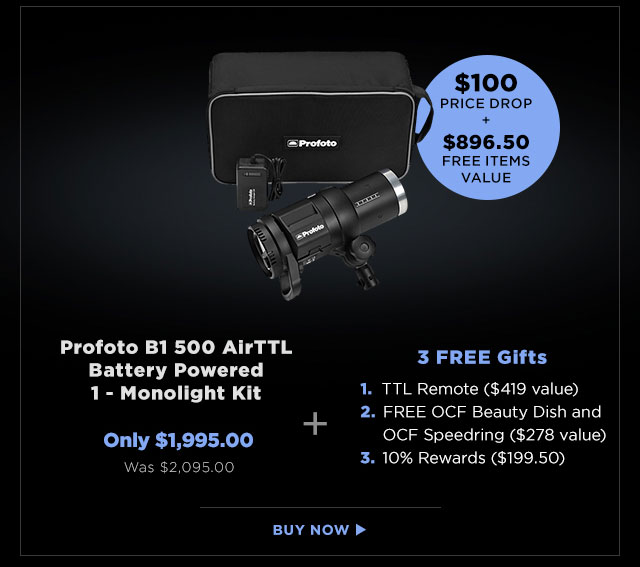 $100
PRICE DROP
+
$896.50
FREE ITEMS
VALUE
Profoto
Profoto
Profoto B1 500 AirTTL
Battery Powered
1 - Monolight Kit
Only $1,995.00
Was $2,095.00
+
3 FREE Gifts
1. TTL Remote ($419 value)
2. FREE OCF Beauty Dish and
OCF Speedring ($278 value)
3. 10% Rewards ($199.50)
BUY NOW ▶